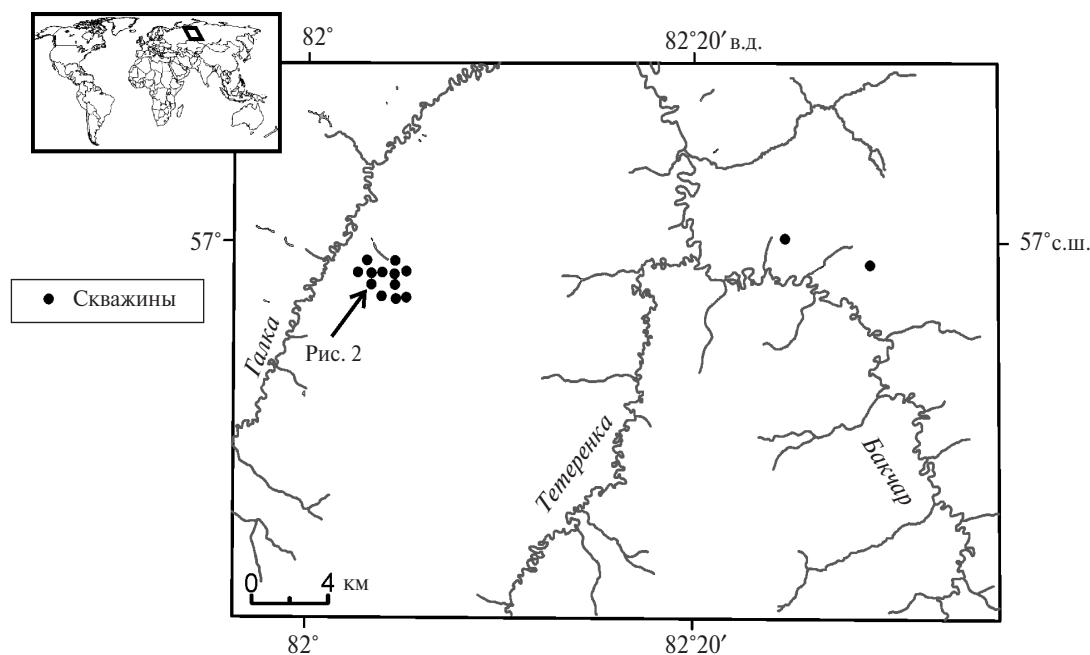 82°
82°20′ в.д.
57°
57°с.ш.
Скважины
Рис. 2
Галка
Тетеренка
Бакчар
0 4 км
82°
82°20′